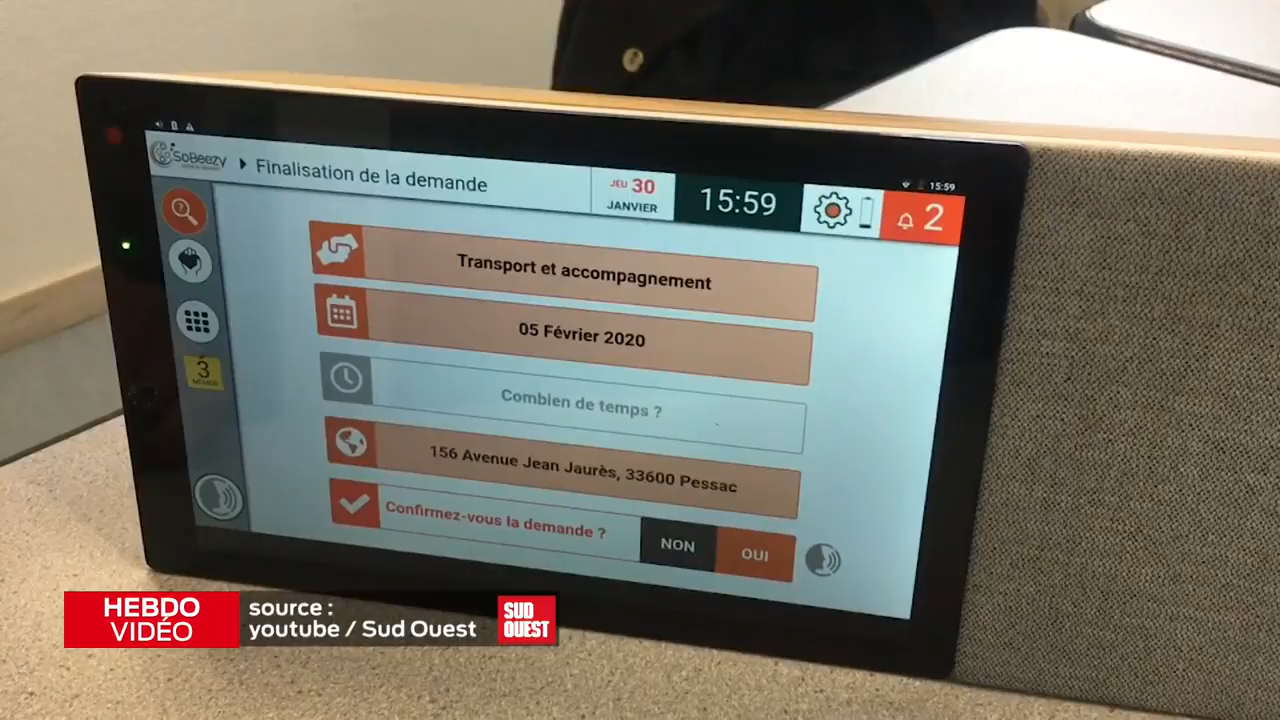 SoBeezy
Finalisation de la demande
JEU 30
JANVIER
15:59
15:59
2
Transport et accompagnement
05 Février 2020
Combien de temps ?
3
156 Avenue Jean Jaurès, 33600 Pessac
Confirmez-vous la demande ?
NON
OUI
HEBDO
VIDÉO
source :
youtube / Sud Ouest
SUD
OUEST